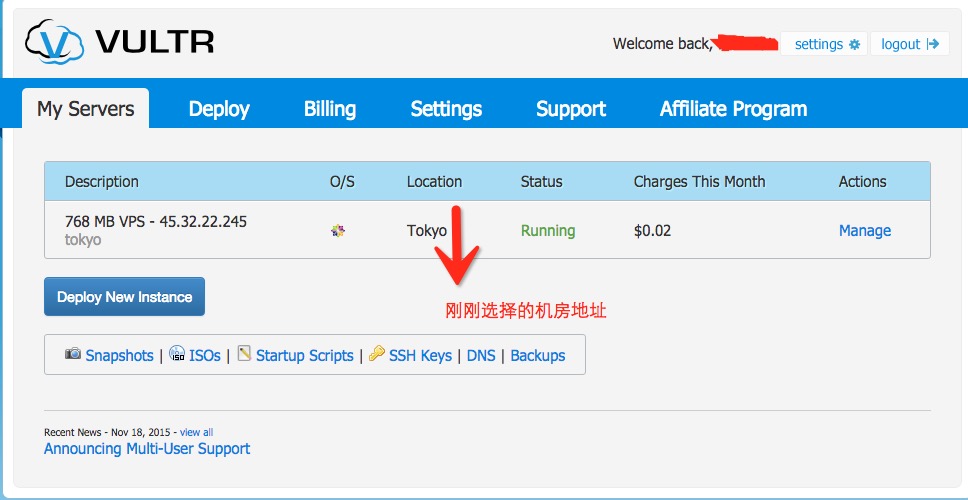 VULTR
Welcome back, settings logout
My Servers Deploy Billing Settings Support Affiliate Program
Description O/S Location Status Charges This Month Actions
768 MB VPS - 45.32.22.245
tokyo
Tokyo Running $0.02 Manage
Deploy New Instance
刚刚选择的机房地址
Snapshots | ISO ISOs | Startup Scripts | SSH Keys | DNS | Backups
Recent News - Nov 18, 2015 - view all
Announcing Multi-User Support